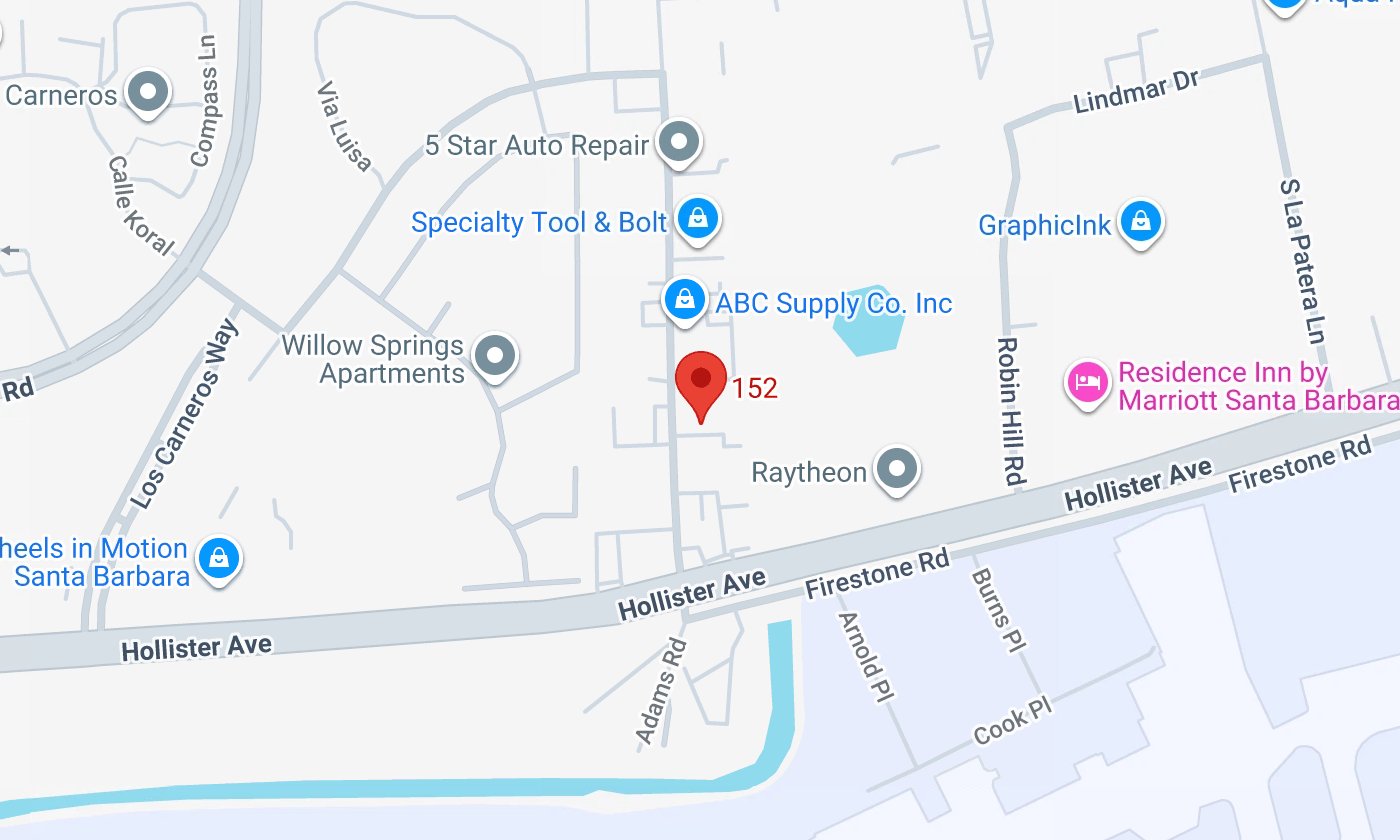 Aqua
Compass Ln
Carneros
Via Luisa
Lindmar Dr
5 Star Auto Repair
Calle Koral
Specialty Tool & Bolt
GraphicInk
S La Patera Ln
ABC Supply Co. Inc
Willow Springs
Apartments
Los Carneros Way
Rd
152
Robin Hill Rd
Residence Inn by
Marriott Santa Barbara
Raytheon
Hollister Ave
Firestone Rd
heels in Motion
Santa Barbara
Hollister Ave
Firestone Rd
Hollister Ave
Burns Pl
Arnold Pl
Adams Rd
Cook Pl